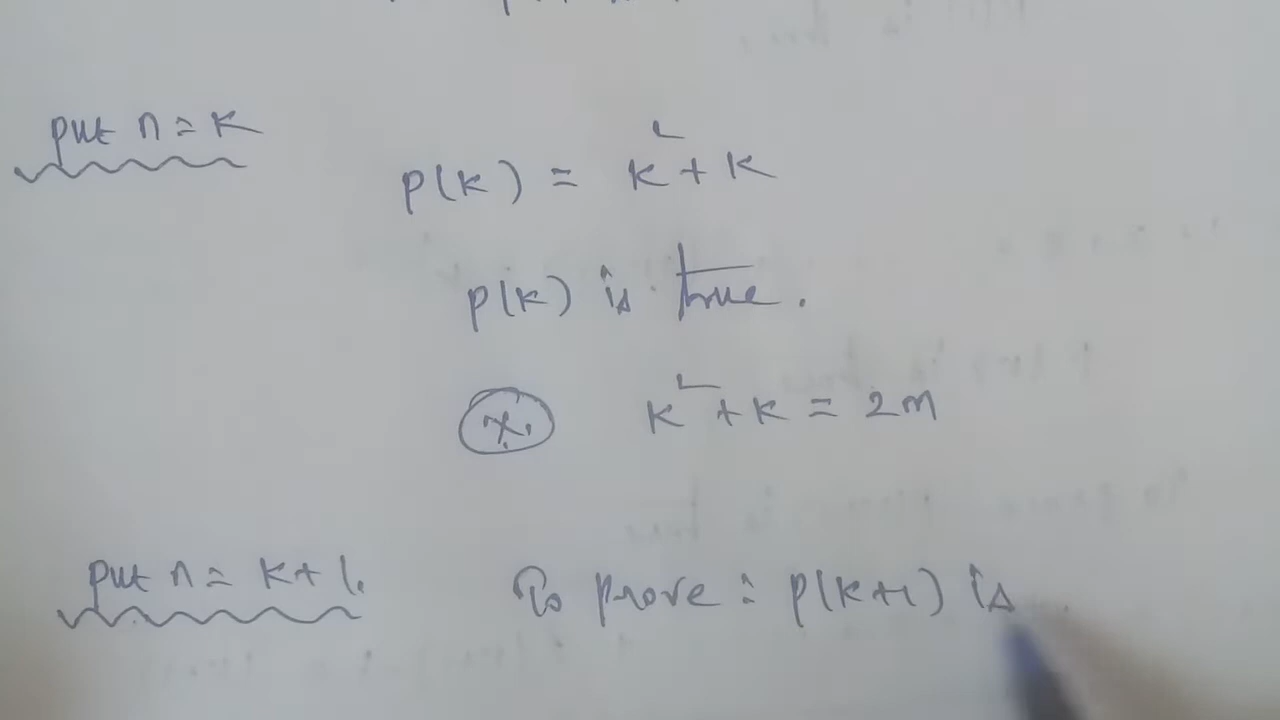 put n = k
p(k) = k² + k
p(k) is true.
k² + k = 2m
put n = k+1.
To prove : p(k+1) is